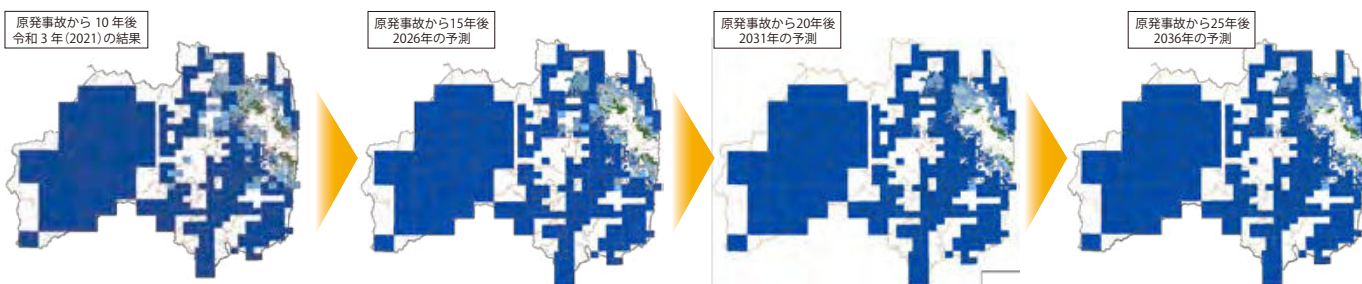 原発事故から 10 年後
令和 3 年(2021)の結果
原発事故から15年後
2026年の予測
原発事故から20年後
2031年の予測
原発事故から25年後
2036年の予測